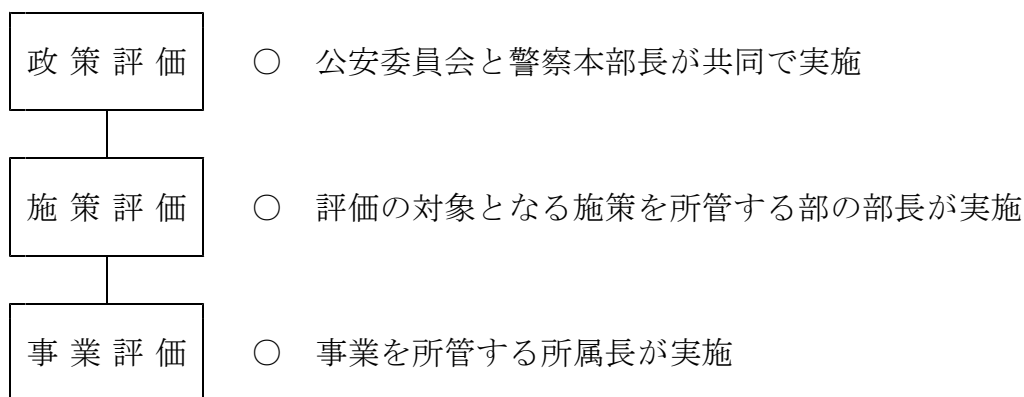 政策評価 ○ 公安委員会と警察本部長が共同で実施
施策評価 ○ 評価の対象となる施策を所管する部の部長が実施
事業評価 ○ 事業を所管する所属長が実施